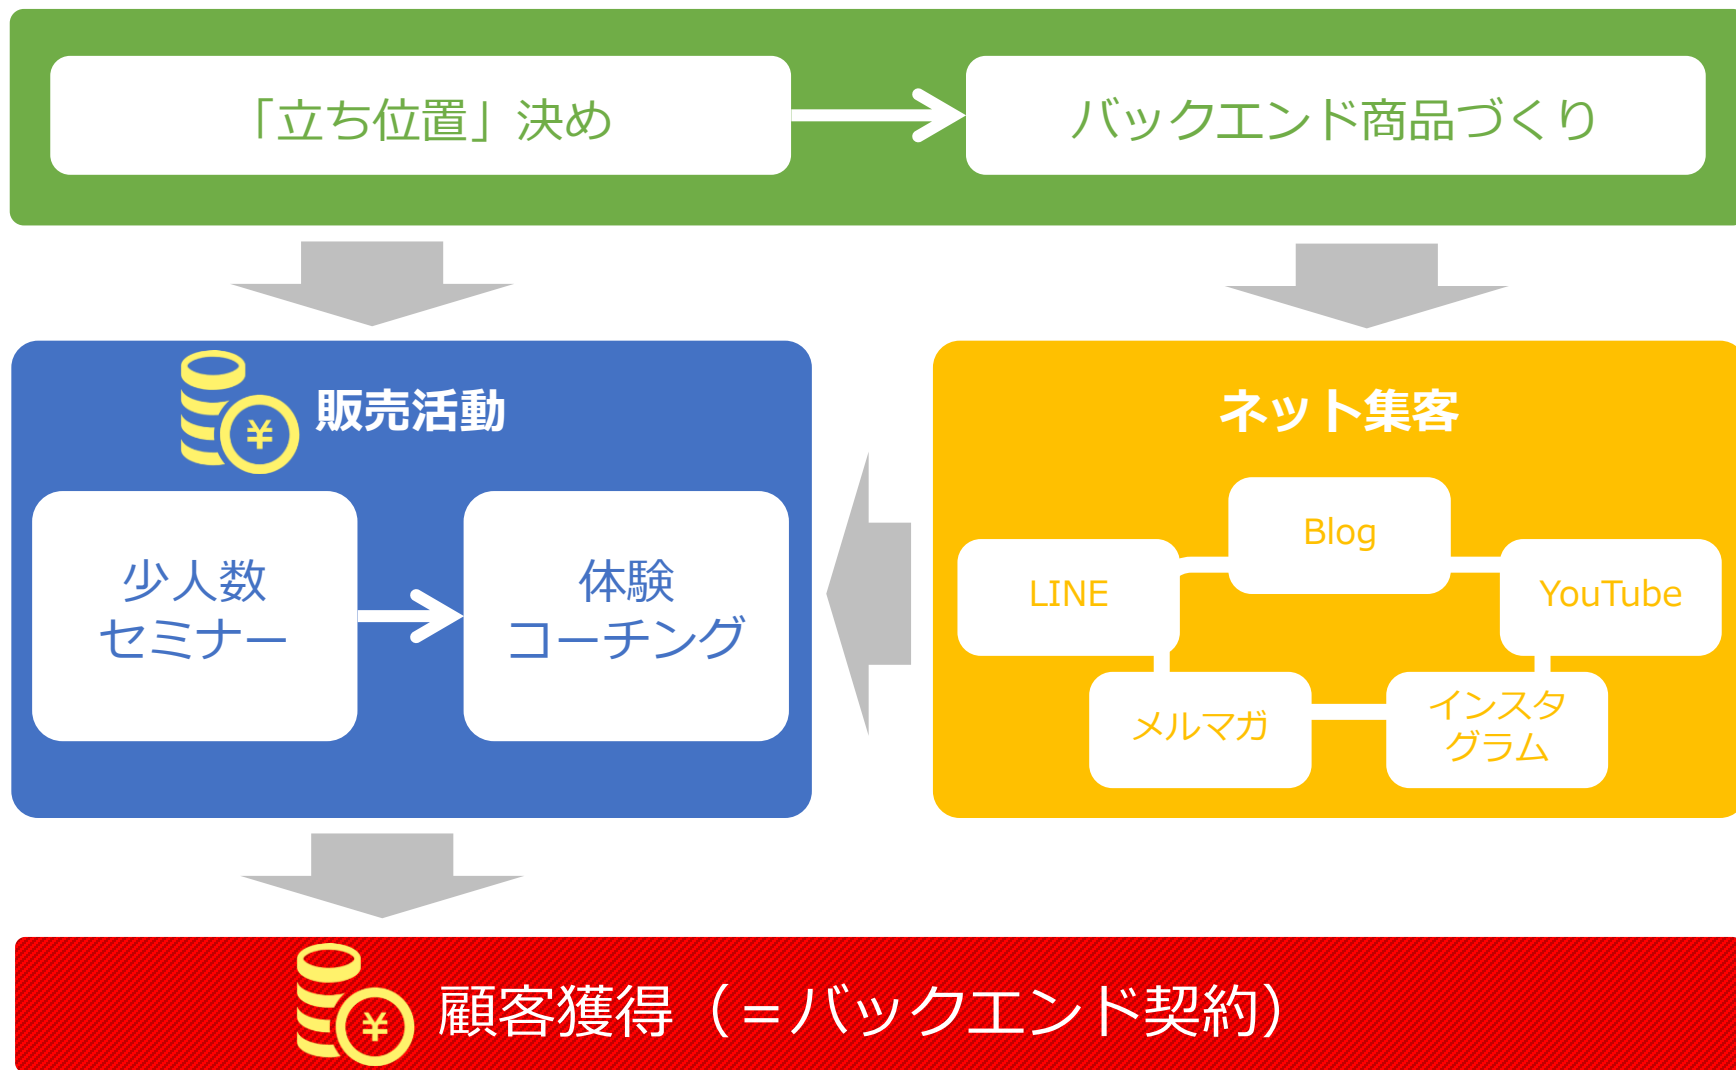 「立ち位置」決め
バックエンド商品づくり
¥
販売活動
少人数
セミナー
体験
コーチング
ネット集客
Blog
LINE
YouTube
メルマガ
インスタ
グラム
¥
顧客獲得（＝バックエンド契約）